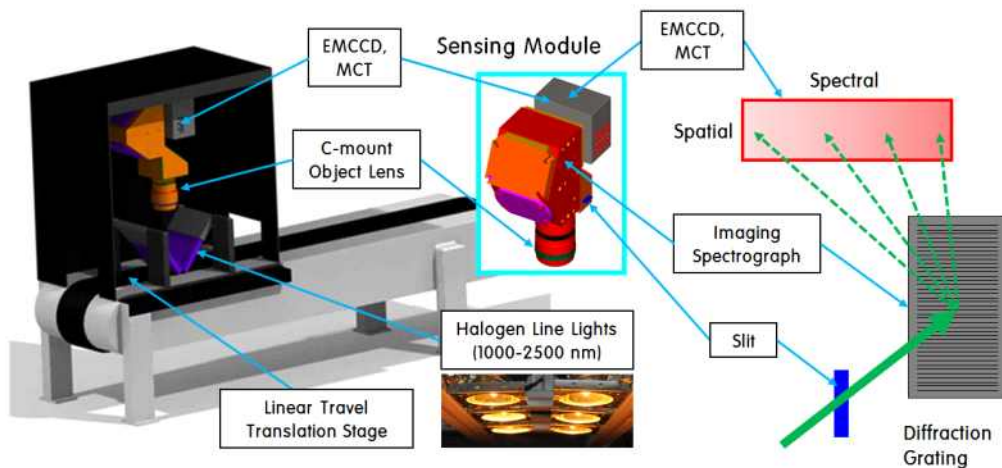 EMCCD,
MCT
Sensing Module
EMCCD,
MCT
Spectral
Spatial
C-mount
Object Lens
Imaging
Spectrograph
Halogen Line Lights
(1000-2500 nm)
Slit
Linear Travel
Translation Stage
Diffraction
Grating